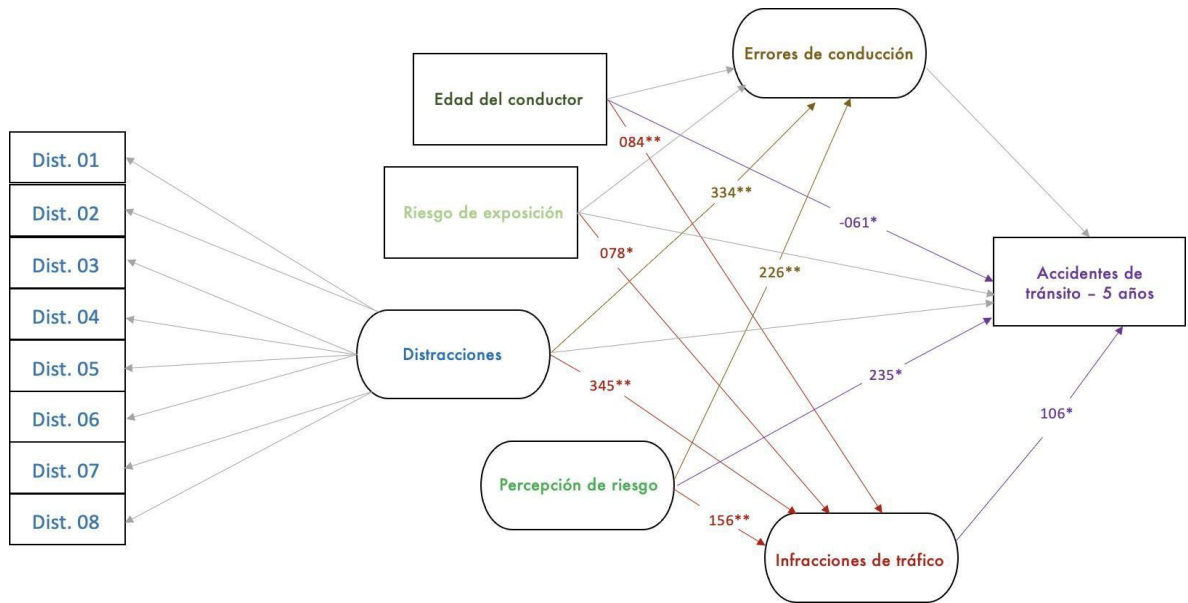 Errores de conducción
Edad del conductor
084**
Dist. 01
Dist. 02
Dist. 03
Dist. 04
Dist. 05
Dist. 06
Dist. 07
Dist. 08
Riesgo de exposición
334**
-061*
078*
226**
Accidentes de
tránsito – 5 años
Distracciones
345**
235*
106*
Percepción de riesgo
156**
Infracciones de tráfico